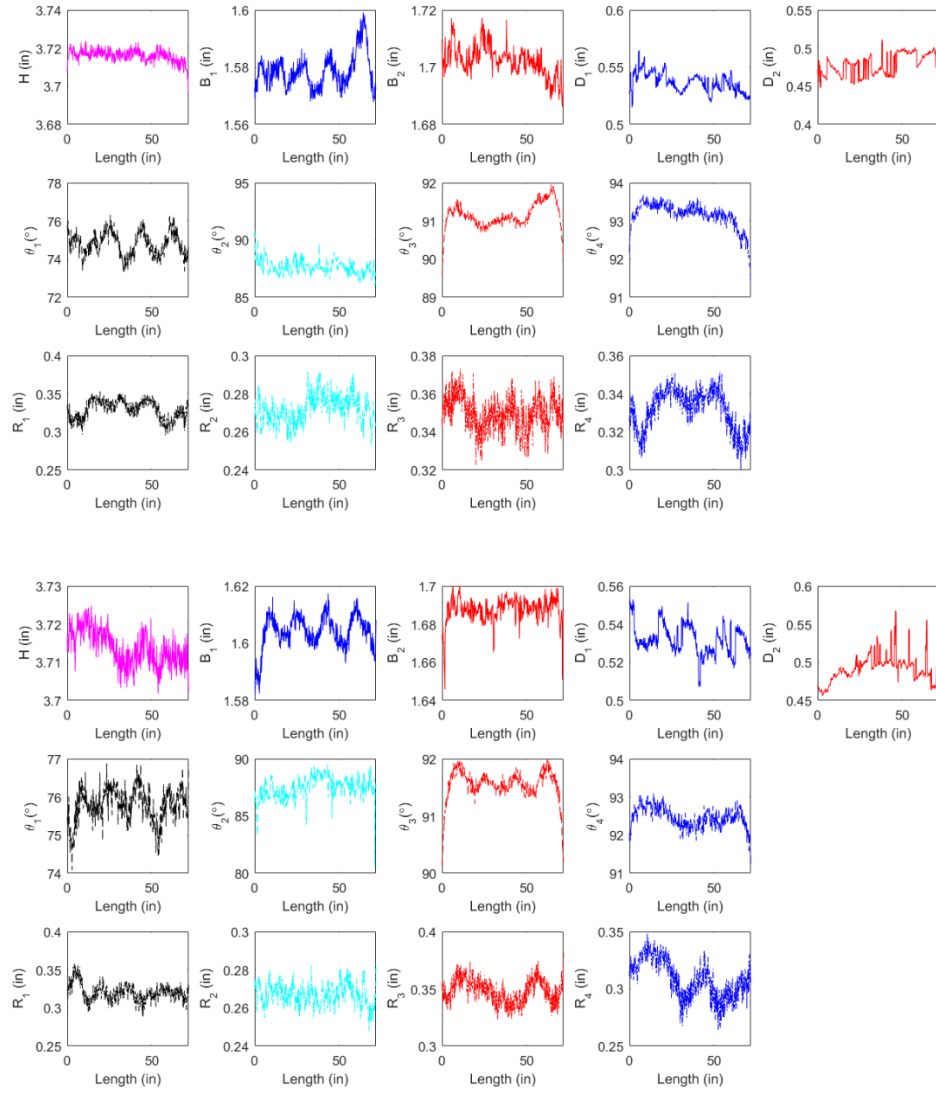 3.74 1.6 1.72 0.6 0.55
H (in) 3.72 B1 (in) 1.58 B2 (in) 1.7 D1 (in) 0.55 D2 (in) 0.5
3.7 0.45
3.68 1.56 1.68 0.5 0.4
0 50 0 50 0 50 0 50 0 50
Length (in) Length (in) Length (in) Length (in) Length (in)
78 95 92 94
θ1(°) 76 θ2(°) 90 θ3(°) 91 θ4(°) 93
74 90 92
72 85 89 91
0 50 0 50 0 50 0 50
Length (in) Length (in) Length (in) Length (in)
0.4 0.3 0.38 0.36
R1 (in) 0.35 R2 (in) 0.28 R3 (in) 0.36 R4 (in) 0.34
0.3 0.26 0.34 0.32
0.25 0.24 0.32 0.3
0 50 0 50 0 50 0 50
Length (in) Length (in) Length (in) Length (in)
3.73 1.62 1.7 0.56 0.6
H (in) 3.72 B1 (in) 1.6 B2 (in) 1.68 D1 (in) 0.54 D2 (in) 0.55
3.71 1.66 0.52 0.5
3.7 1.58 1.64 0.5 0.45
0 50 0 50 0 50 0 50 0 50
Length (in) Length (in) Length (in) Length (in) Length (in)
77 90 92 94
θ1(°) 76 θ2(°) 85 θ3(°) 91 θ4(°) 93
75 92
74 80 90 91
0 50 0 50 0 50 0 50
Length (in) Length (in) Length (in) Length (in)
0.4 0.3 0.4 0.35
R1 (in) 0.35 R2 (in) 0.28 R3 (in) 0.35 R4 (in) 0.3
0.3 0.26
0.25 0.24 0.3 0.25
0 50 0 50 0 50 0 50
Length (in) Length (in) Length (in) Length (in)